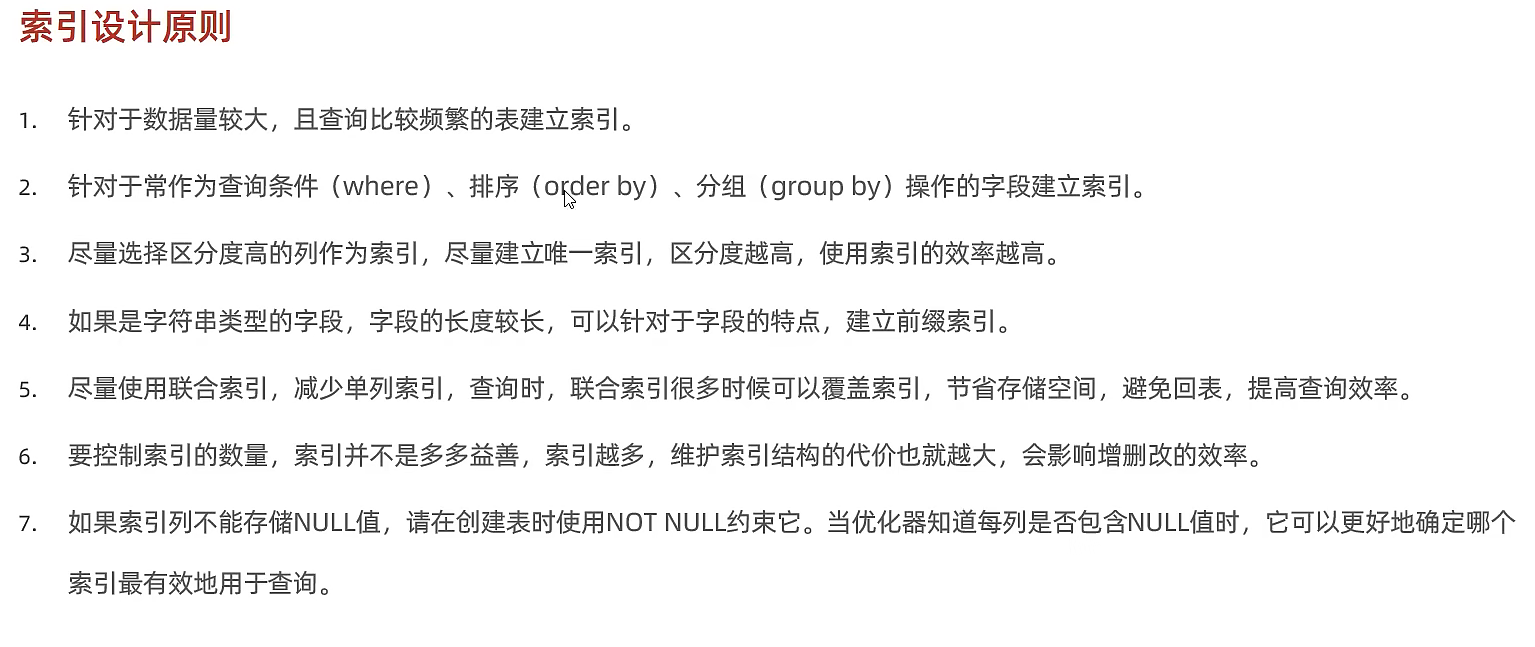 索引设计原则
1. 针对于数据量较大，且查询比较频繁的表建立索引。
2. 针对于常作为查询条件（where）、排序（order by）、分组（group by）操作的字段建立索引。
3. 尽量选择区分度高的列作为索引，尽量建立唯一索引，区分度越高，使用索引的效率越高。
4. 如果是字符串类型的字段，字段的长度较长，可以针对于字段的特点，建立前缀索引。
5. 尽量使用联合索引，减少单列索引，查询时，联合索引很多时候可以覆盖索引，节省存储空间，避免回表，提高查询效率。
6. 要控制索引的数量，索引并不是多多益善，索引越多，维护索引结构的代价也就越大，会影响增删改的效率。
7. 如果索引列不能存储NULL值，请在创建表时使用NOT NULL约束它。当优化器知道每列是否包含NULL值时，它可以更好地确定哪个
索引最有效地用于查询。